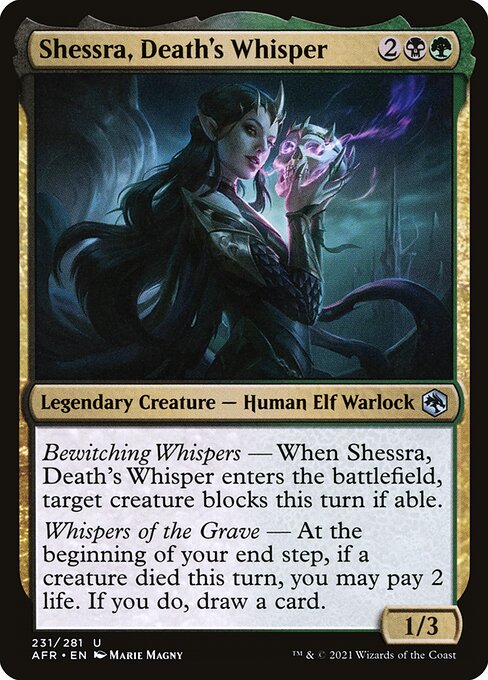 Shessra, Death's Whisper 2
Legendary Creature — Human Elf Warlock
Bewitching Whispers — When Shessra,
Death's Whisper enters the battlefield,
target creature blocks this turn if able.
Whispers of the Grave — At the
beginning of your end step, if a
creature died this turn, you may pay 2
life. If you do, draw a card.
1/3
231/281 U
AFR • EN Marie Magny
™ & © 2021 Wizards of the Coast